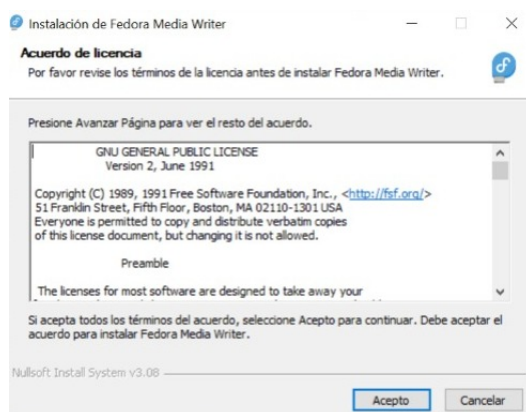 Instalación de Fedora Media Writer
Acuerdo de licencia
Por favor revise los términos de la licencia antes de instalar Fedora Media Writer.
Presione Avanzar Página para ver el resto del acuerdo.
GNU GENERAL PUBLIC LICENSE
Version 2, June 1991
Copyright (C) 1989, 1991 Free Software Foundation, Inc., <http://fsf.org/>
51 Franklin Street, Fifth Floor, Boston, MA 02110-1301 USA
Everyone is permitted to copy and distribute verbatim copies
of this license document, but changing it is not allowed.
Preamble
The licenses for most software are designed to take away your
Si acepta todos los términos del acuerdo, seleccione Acepto para continuar. Debe aceptar el
acuerdo para instalar Fedora Media Writer.
Nullsoft Install System v3.08
Acepto
Cancelar